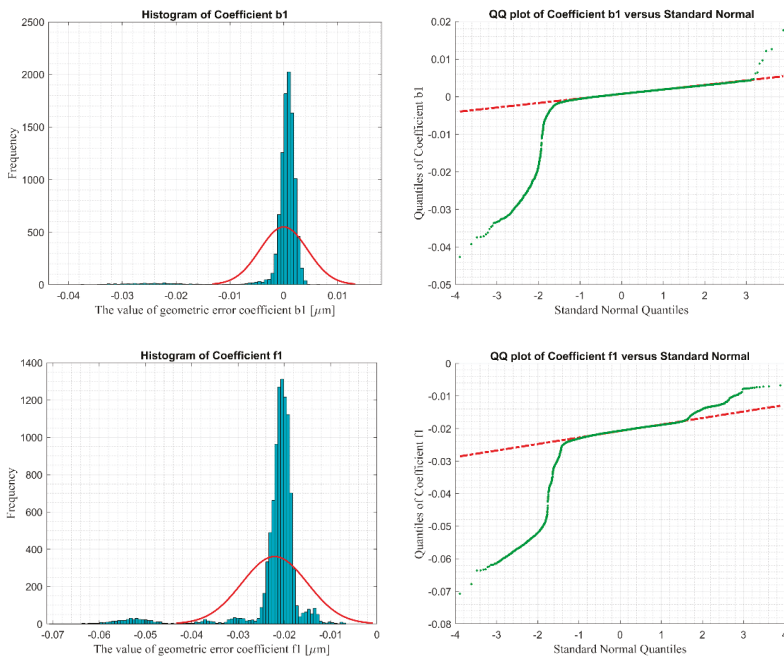 Histogram of Coefficient b1
2500
2000
1500
1000
500
0
Frequency
-0.04 -0.03 -0.02 -0.01 0 0.01
The value of geometric error coefficient b1 [μm]
QQ plot of Coefficient b1 versus Standard Normal
0.02
0.01
0
-0.01
-0.02
-0.03
-0.04
-0.05
Quantiles of Coefficient b1
-4 -3 -2 -1 0 1 2 3 4
Standard Normal Quantiles
Histogram of Coefficient f1
1400
1200
1000
800
600
400
200
0
Frequency
-0.07 -0.06 -0.05 -0.04 -0.03 -0.02 -0.01 0
The value of geometric error coefficient f1 [μm]
QQ plot of Coefficient f1 versus Standard Normal
0
-0.01
-0.02
-0.03
-0.04
-0.05
-0.06
-0.07
-0.08
Quantiles of Coefficient f1
-4 -3 -2 -1 0 1 2 3 4
Standard Normal Quantiles